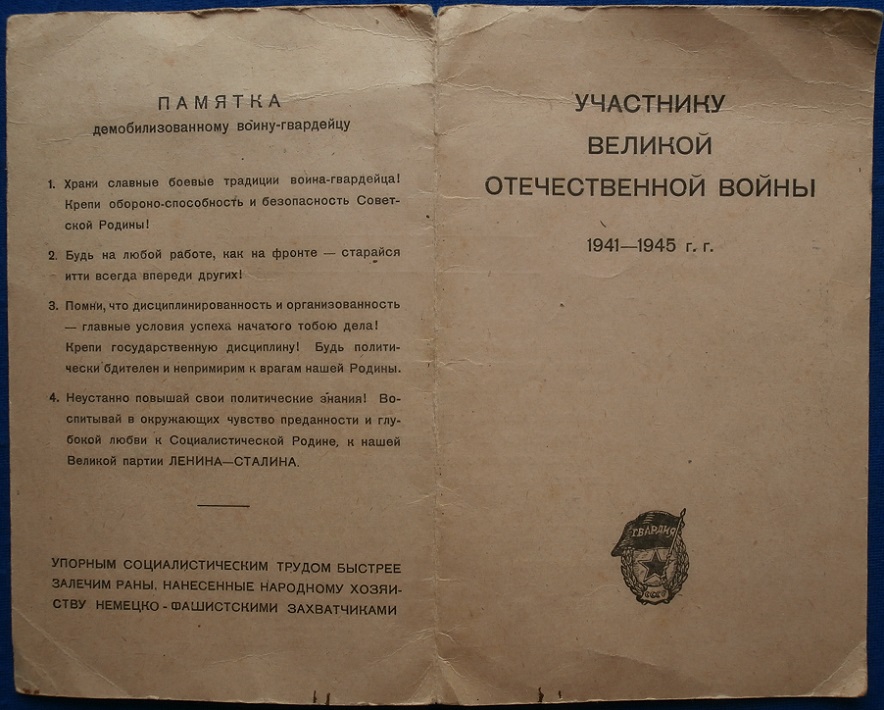 ПАМЯТКА
демобилизованному воину-гвардейцу
1. Храни славные боевые традиции воина-гвардейца!
Крепи обороно-способность и безопасность Совет-
ской Родины!
2. Будь на любой работе, как на фронте — старайся
итти всегда впереди других!
3. Помни, что дисциплинированность и организованность
— главные условия успеха начатого тобою дела!
Крепи государственную дисциплину! Будь полити-
чески бдителен и непримирим к врагам нашей Родины.
4. Неустанно повышай свои политические знания! Во-
спитывай в окружающих чувство преданности и глу-
бокой любви к Социалистической Родине, к нашей
Великой партии ЛЕНИНА—СТАЛИНА.
УПОРНЫМ СОЦИАЛИСТИЧЕСКИМ ТРУДОМ БЫСТРЕЕ
ЗАЛЕЧИМ РАНЫ, НАНЕСЕННЫЕ НАРОДНОМУ ХОЗЯЙ-
СТВУ НЕМЕЦКО-ФАШИСТСКИМИ ЗАХВАТЧИКАМИ
УЧАСТНИКУ
ВЕЛИКОЙ
ОТЕЧЕСТВЕННОЙ ВОЙНЫ
1941—1945 г. г.
ГВАРДИЯ
СССР